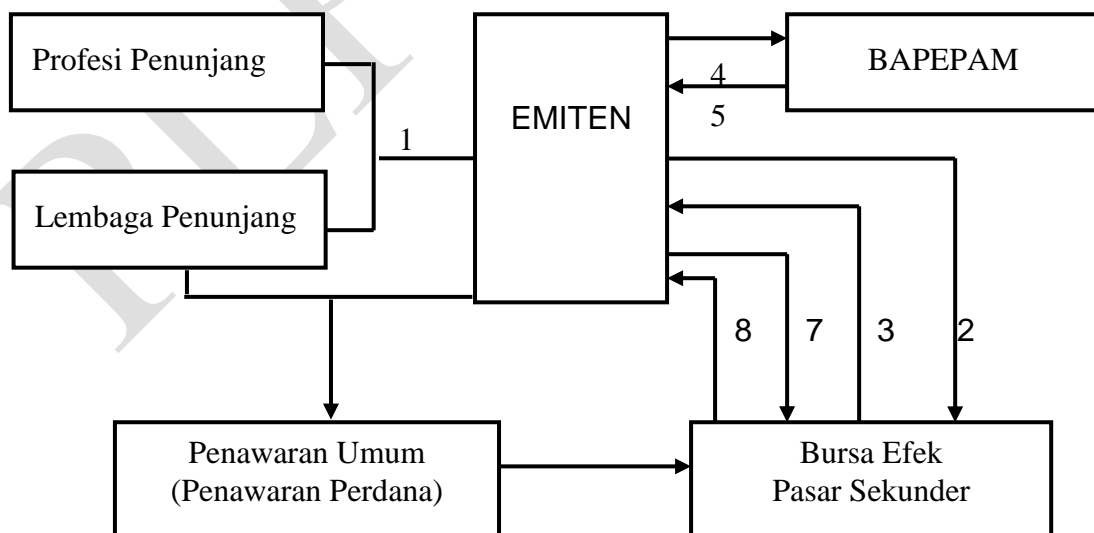 Profesi Penunjang
EMITEN
BAPEPAM
4
5
1
Lembaga Penunjang
8
7
3
2
Penawaran Umum
(Penawaran Perdana)
Bursa Efek
Pasar Sekunder